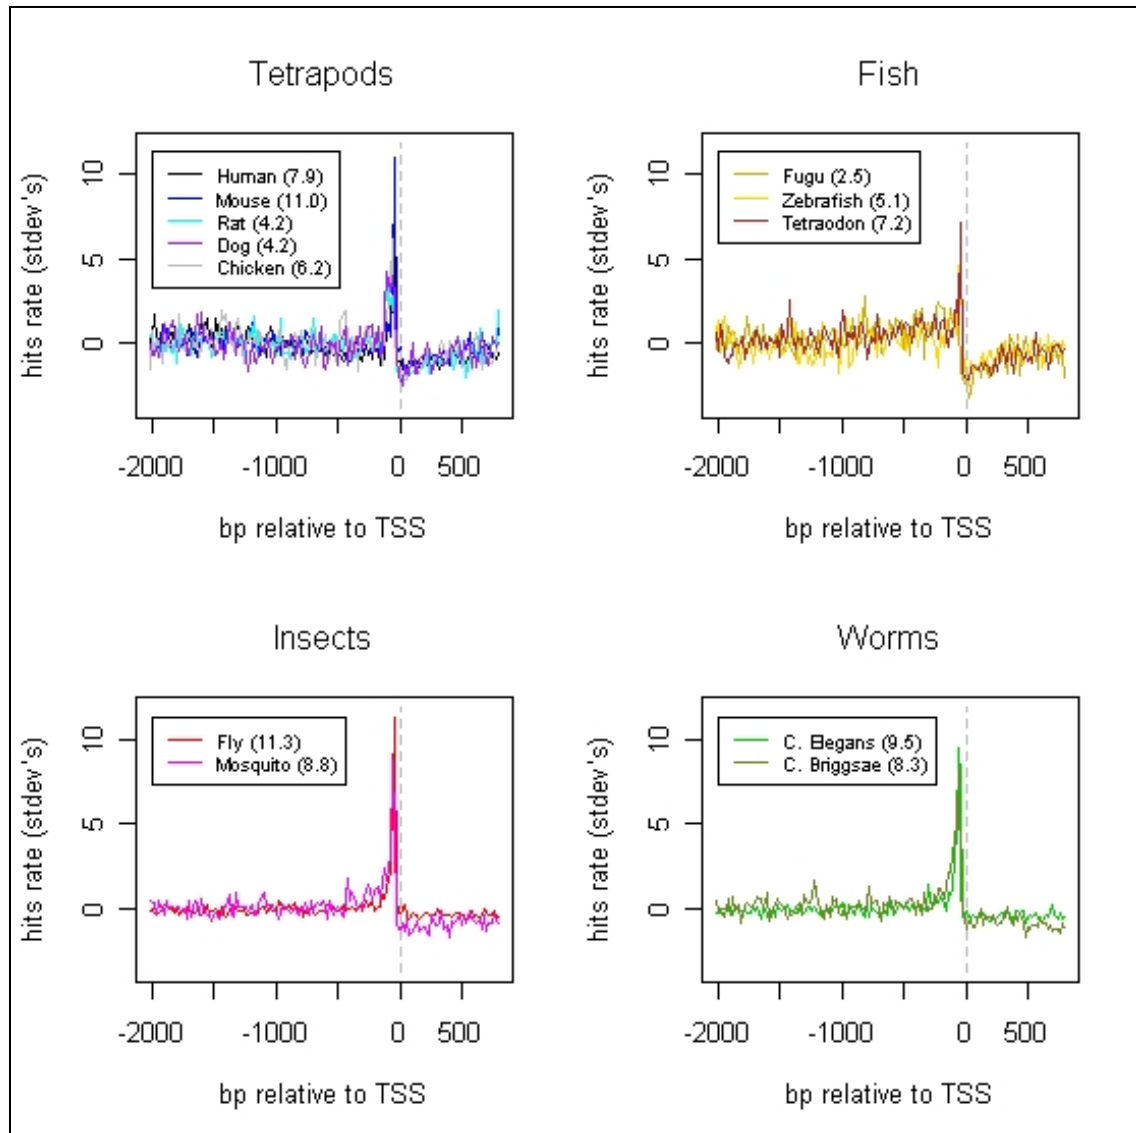 Tetrapods
10
5
0
hits rate (stdev's)
Human (7.9)
Mouse (11.0)
Rat (4.2)
Dog (4.2)
Chicken (6.2)
-2000 -1000 0 500
bp relative to TSS
Fish
10
5
0
hits rate (stdev's)
Fugu (2.5)
Zebrafish (5.1)
Tetraodon (7.2)
-2000 -1000 0 500
bp relative to TSS
Insects
10
5
0
hits rate (stdev's)
Fly (11.3)
Mosquito (8.8)
-2000 -1000 0 500
bp relative to TSS
Worms
10
5
0
hits rate (stdev's)
C. Elegans (9.5)
C. Briggsae (8.3)
-2000 -1000 0 500
bp relative to TSS